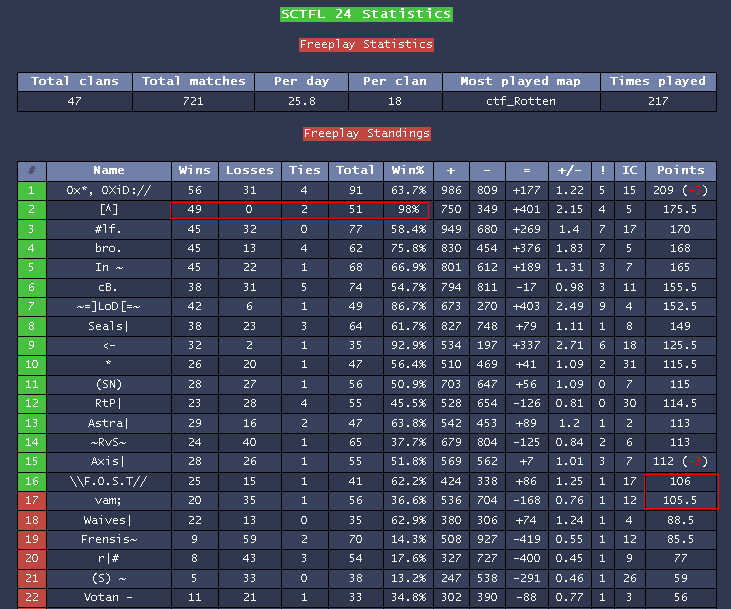 SCTFL 24 Statistics
Freeplay Statistics
Total clans Total matches Per day Per clan Most played map Times played
47 721 25.8 18 ctf_Rotten 217
Freeplay Standings
# Name Wins Losses Ties Total Win% + - = +/- ! IC Points
1 0x*, 0XiD:// 56 31 4 91 63.7% 986 809 +177 1.22 5 15 209
2 [^] 49 0 2 51 98% 750 349 +401 2.15 4 5 175.5
3 #lf. 45 32 0 77 58.4% 949 680 +269 1.4 7 17 170
4 bro. 45 13 4 62 75.8% 830 454 +376 1.83 7 5 168
5 In ~ 45 22 1 68 66.9% 801 612 +189 1.31 3 7 165
6 cB. 38 31 5 74 54.7% 794 811 -17 0.98 3 11 155.5
7 ~=]LoD[=~ 42 6 1 49 86.7% 673 270 +403 2.49 9 4 152.5
8 Seals| 38 23 3 64 61.7% 827 748 +79 1.11 1 8 149
9 <- 32 2 1 35 92.9% 534 197 +337 2.71 6 18 125.5
10 * 26 20 1 47 56.4% 510 469 +41 1.09 2 31 115.5
11 (SN) 28 27 1 56 50.9% 703 647 +56 1.09 0 7 115
12 RtP| 23 28 4 55 45.5% 528 654 -126 0.81 0 30 114.5
13 Astra| 29 16 2 47 63.8% 542 453 +89 1.2 1 2 113
14 ~RvS~ 24 40 1 65 37.7% 679 804 -125 0.84 2 6 113
15 Axis| 28 26 1 55 51.8% 569 562 +7 1.01 3 7 112
16 \\F.O.S.T// 25 15 1 41 62.2% 424 338 +86 1.25 1 17 106
17 vam; 20 35 1 56 36.6% 536 704 -168 0.76 1 12 105.5
18 Waives| 22 13 0 35 62.9% 380 306 +74 1.24 1 4 88.5
19 Frensis~ 9 59 2 70 14.3% 508 927 -419 0.55 1 12 85.5
20 r|# 8 43 3 54 17.6% 327 727 -400 0.45 1 9 77
21 (S) ~ 5 33 0 38 13.2% 247 538 -291 0.46 1 26 59
22 Votan - 11 21 1 33 34.8% 302 390 -88 0.77 1 3 56